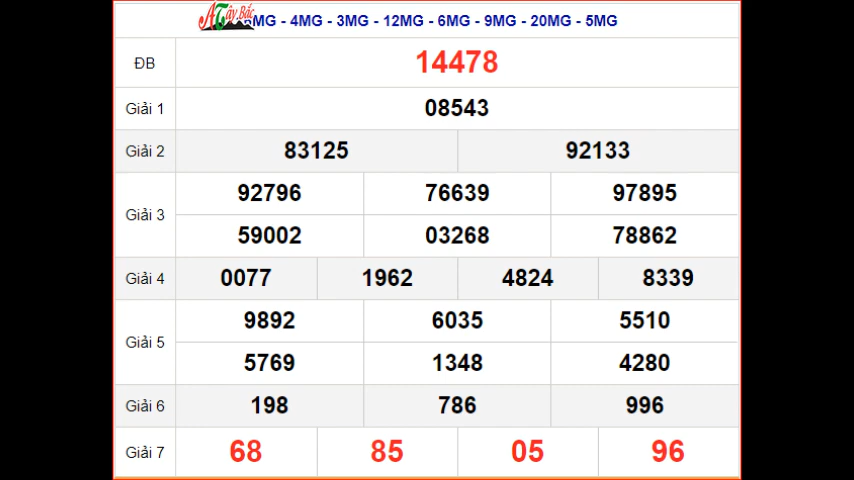 ATây Bắc
MG - 4MG - 3MG - 12MG - 6MG - 9MG - 20MG - 5MG
ĐB 14478
Giải 1 08543
Giải 2 83125 92133
92796 76639 97895
Giải 3
59002 03268 78862
Giải 4 0077 1962 4824 8339
9892 6035 5510
Giải 5
5769 1348 4280
Giải 6 198 786 996
Giải 7 68 85 05 96